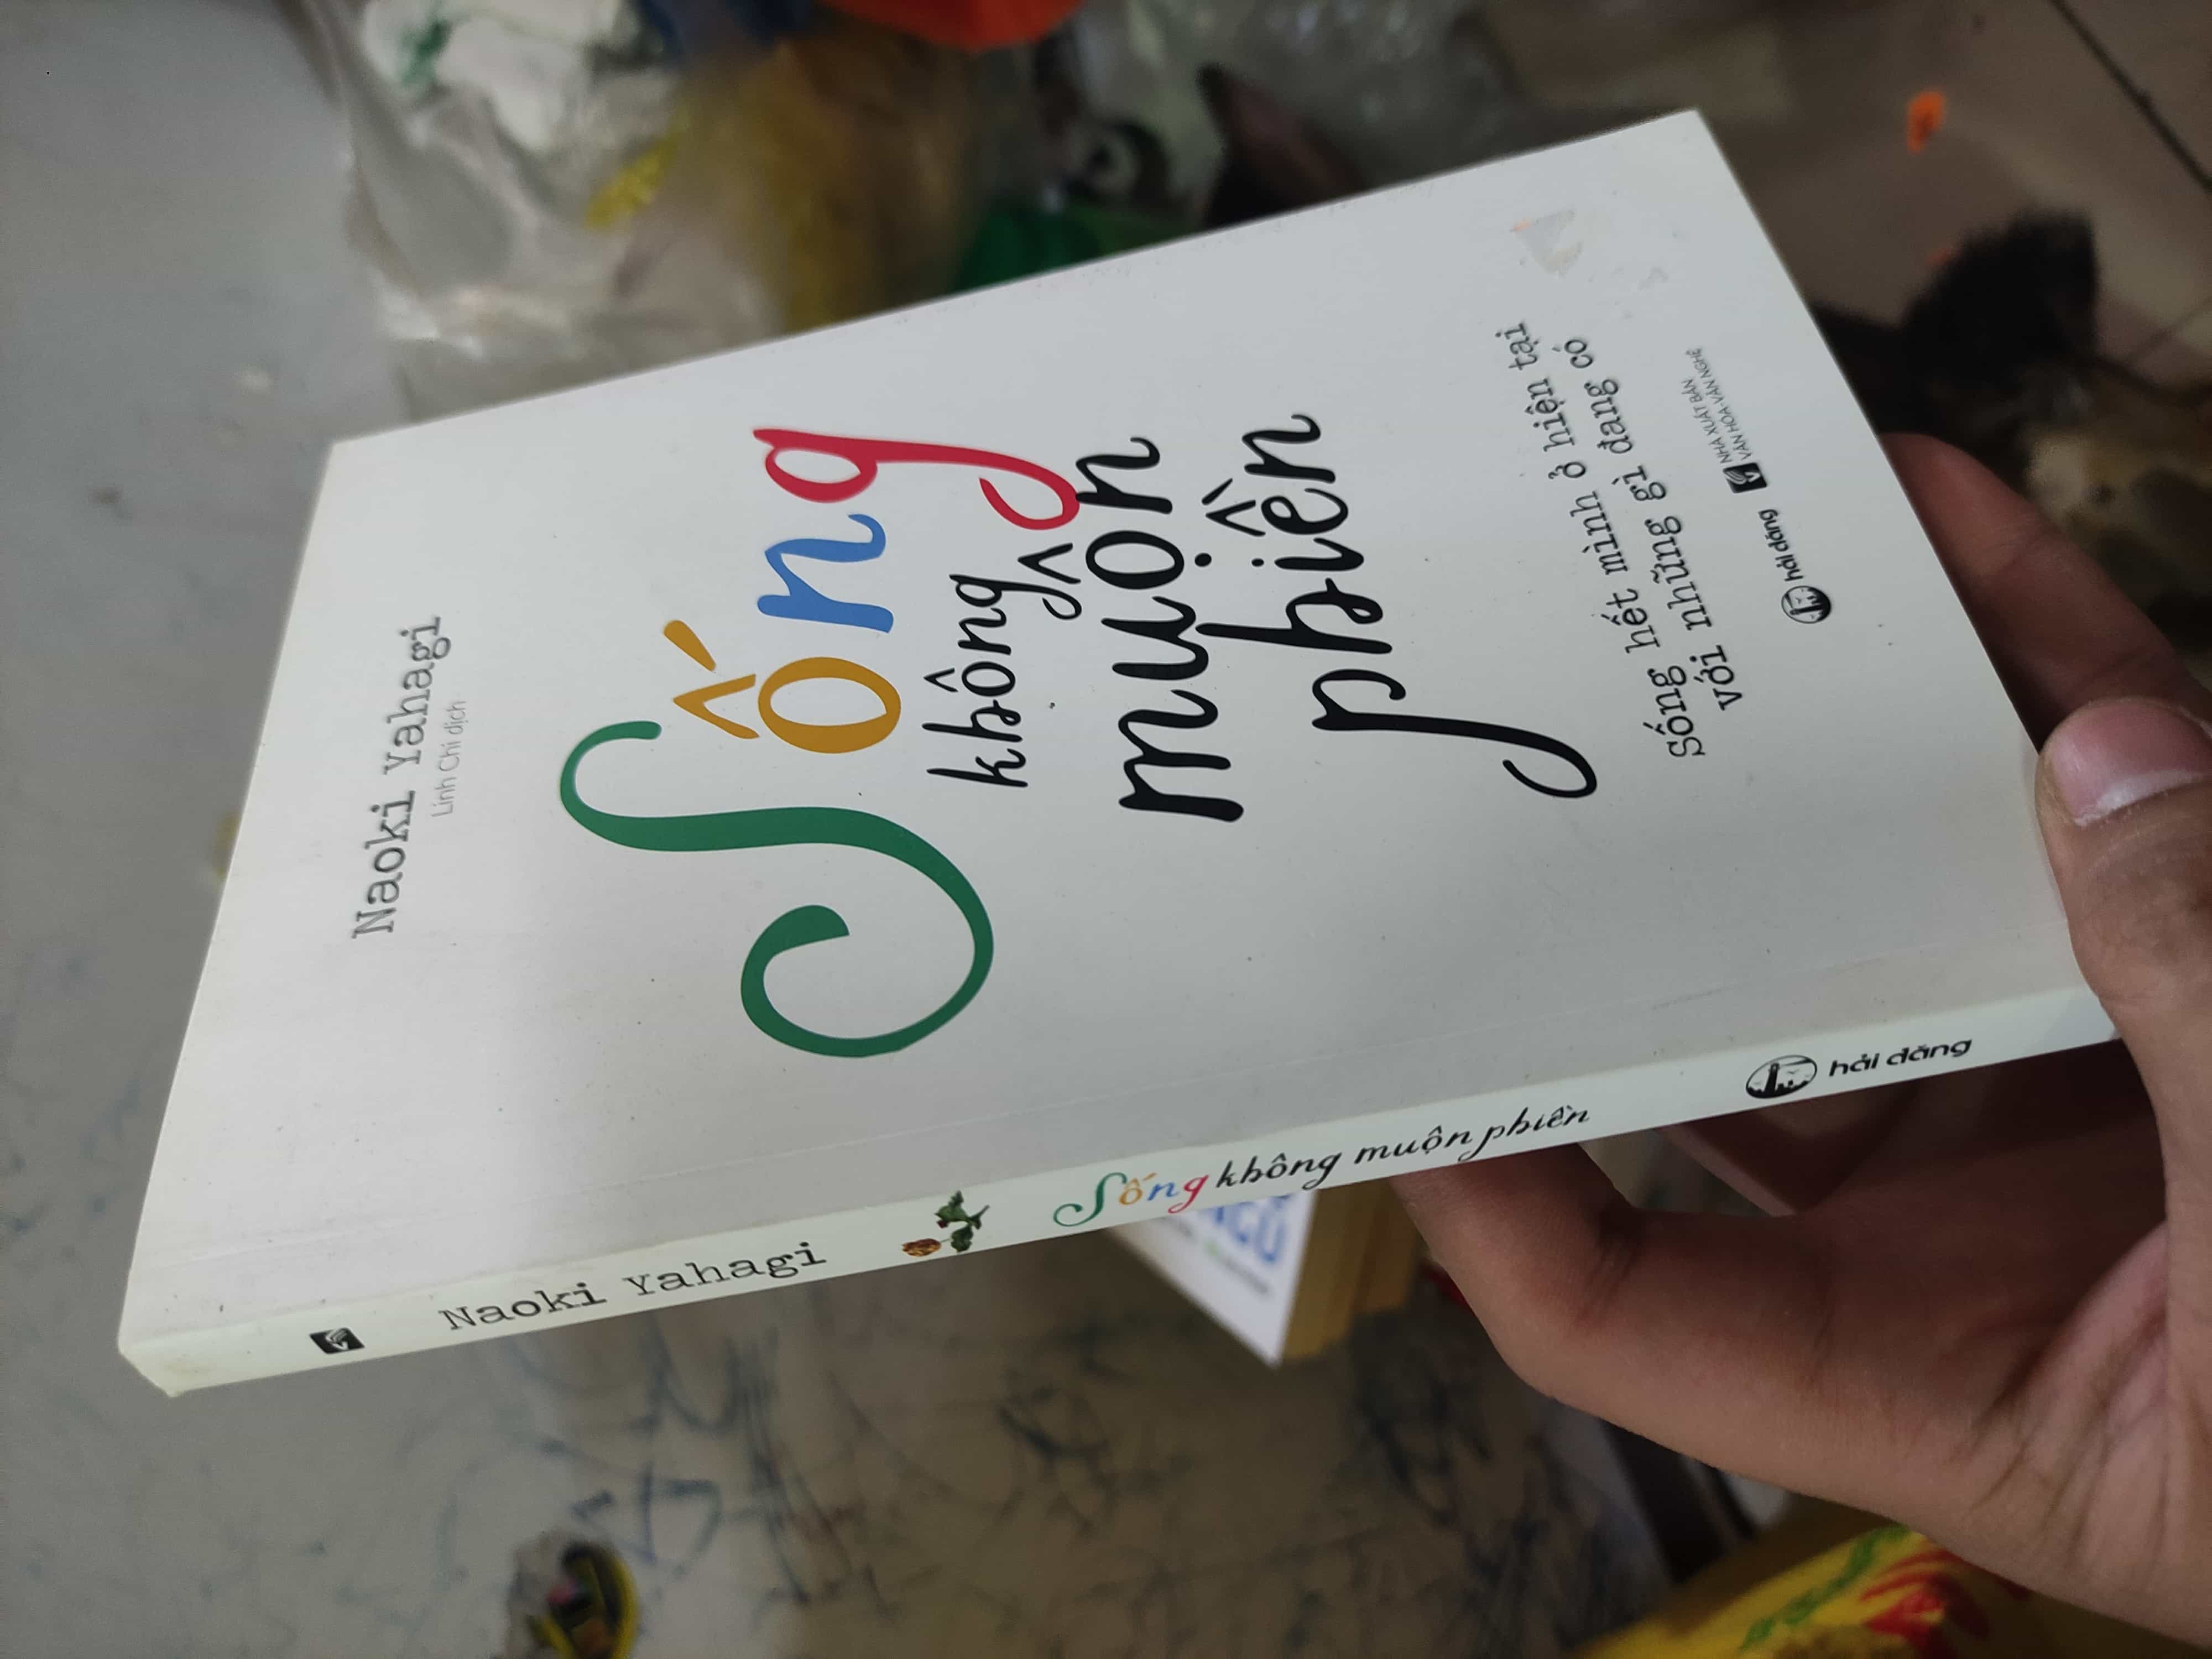 Naoki Yahagi
Linh Chi dịch
Sống
không
muộn
phiền
Sống hết mình ở hiện tại
với những gì đang có
hải đăng
NHÀ XUẤT BẢN
VĂN HÓA-VĂN NGHỆ
Naoki Yahagi
Sống không muộn phiền
hải đăng